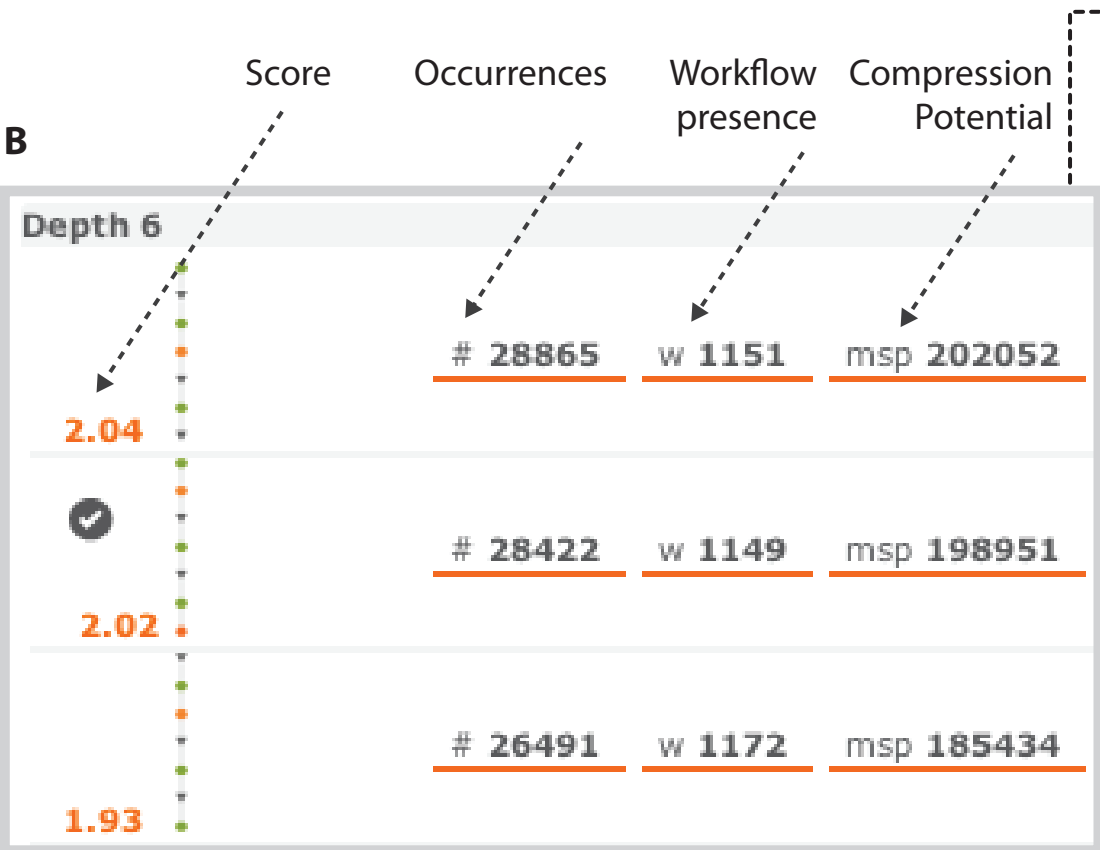 Score
Occurrences
Workflow presence
Compression Potential
B
Depth 6
# 28865 w 1151 msp 202052
2.04
# 28422 w 1149 msp 198951
2.02
# 26491 w 1172 msp 185434
1.93